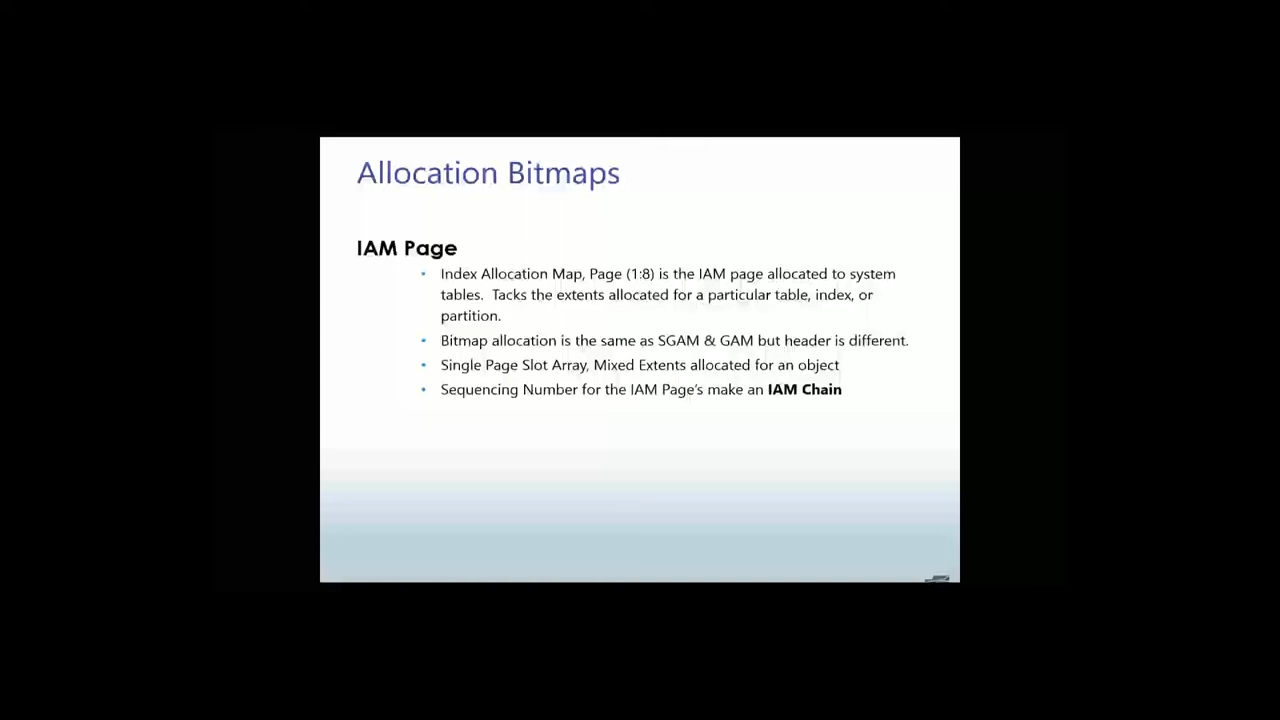 Allocation Bitmaps
IAM Page
• Index Allocation Map, Page (1:8) is the IAM page allocated to system
tables.  Tacks the extents allocated for a particular table, index, or
partition.
• Bitmap allocation is the same as SGAM & GAM but header is different.
• Single Page Slot Array, Mixed Extents allocated for an object
• Sequencing Number for the IAM Page's make an IAM Chain